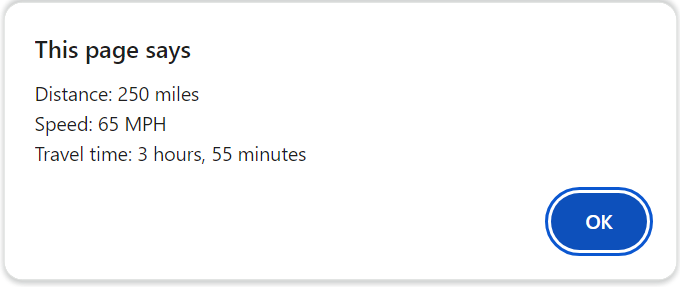 This page says
Distance: 250 miles
Speed: 65 MPH
Travel time: 3 hours, 55 minutes
OK